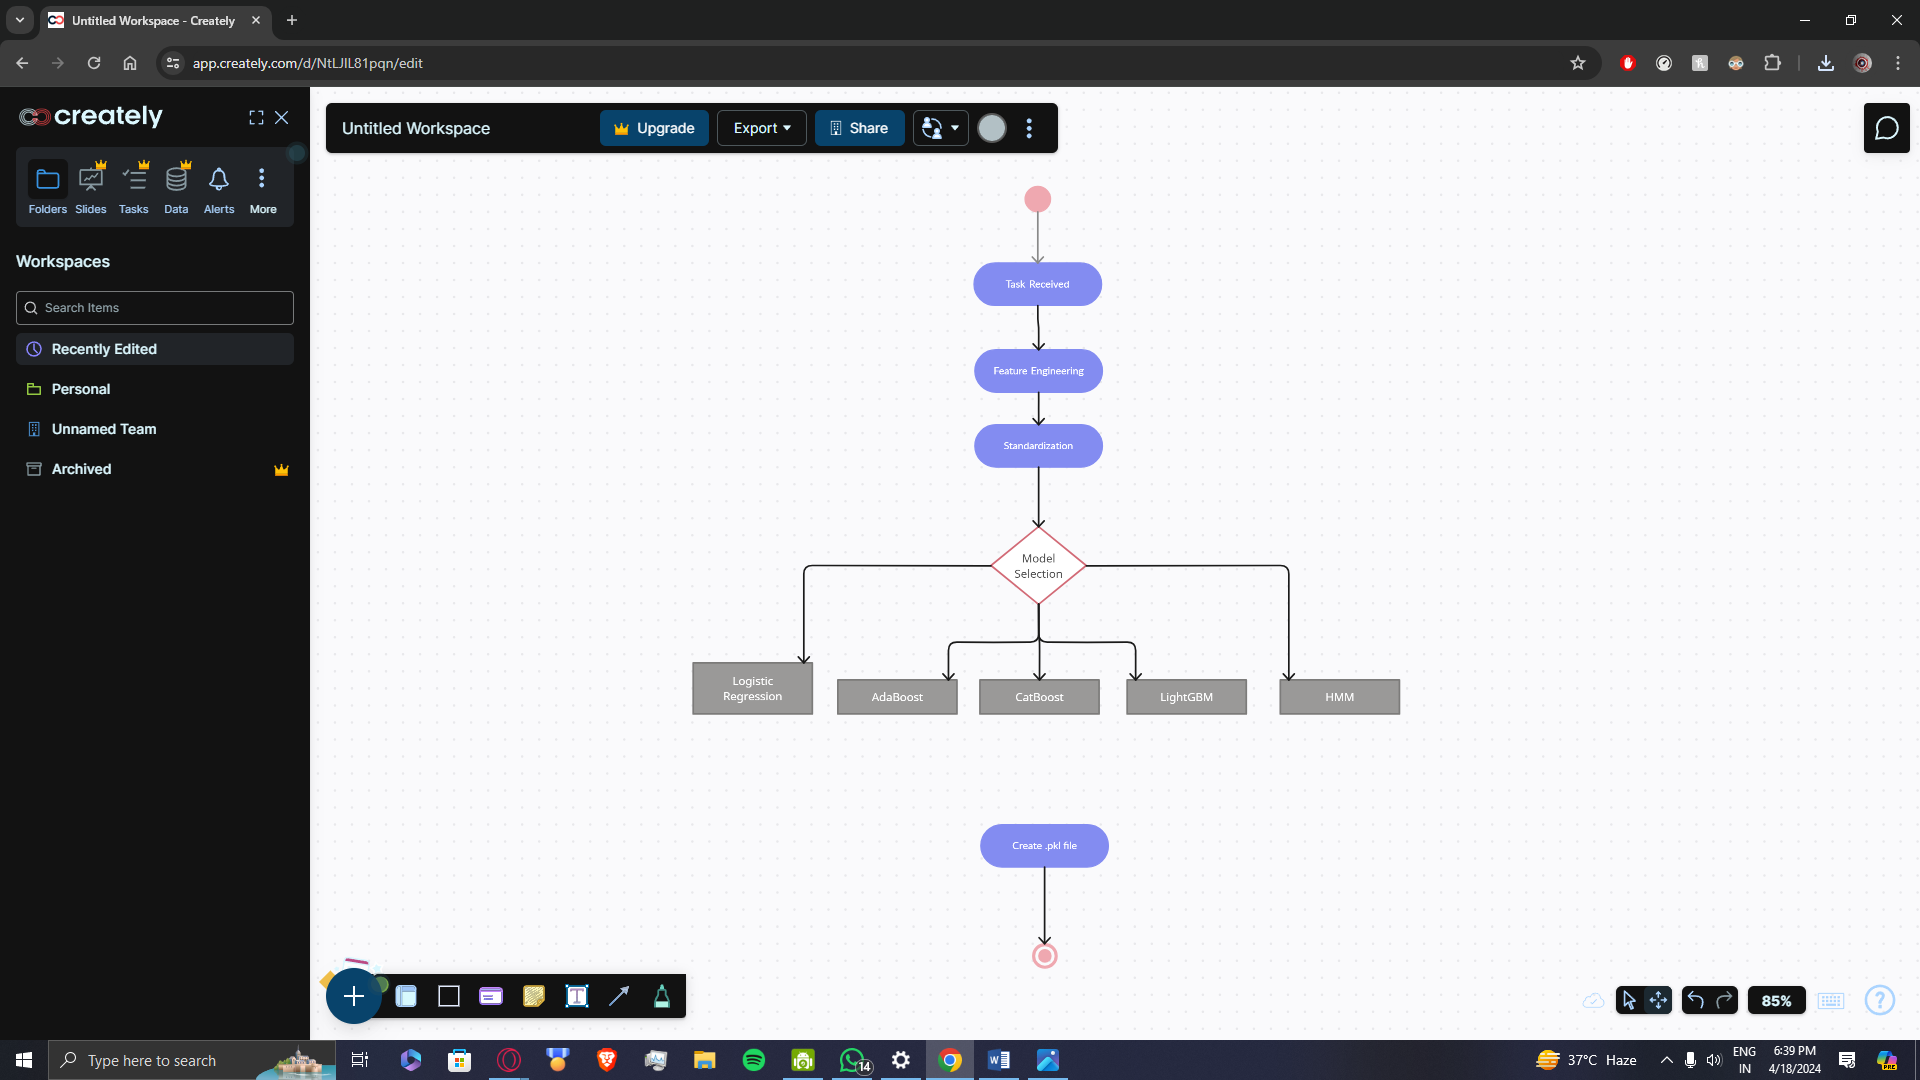 Untitled Workspace - Creately
app.creately.com/d/NtLJlL81pqn/edit
creately
Folders
Slides
Tasks
Data
Alerts
More
Workspaces
Search Items
Recently Edited
Personal
Unnamed Team
Archived
Untitled Workspace
Upgrade
Export
Share
Task Received
Feature Engineering
Standardization
Model
Selection
Logistic
Regression
AdaBoost
CatBoost
LightGBM
HMM
Create .pkl file
T
85%
?
Type here to search
14
37°C Haze
ENG
IN
6:39 PM
4/18/2024
PRE